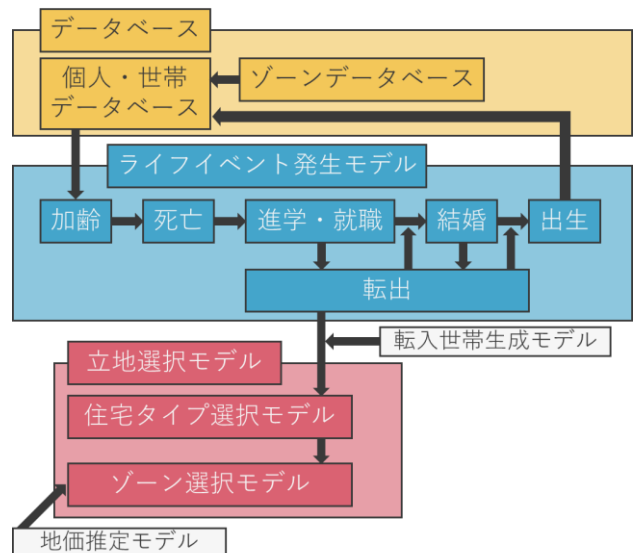 データベース
個人・世帯
データベース
ゾーンデータベース
ライフイベント発生モデル
加齢
死亡
進学・就職
結婚
出生
転出
転入世帯生成モデル
立地選択モデル
住宅タイプ選択モデル
ゾーン選択モデル
地価推定モデル